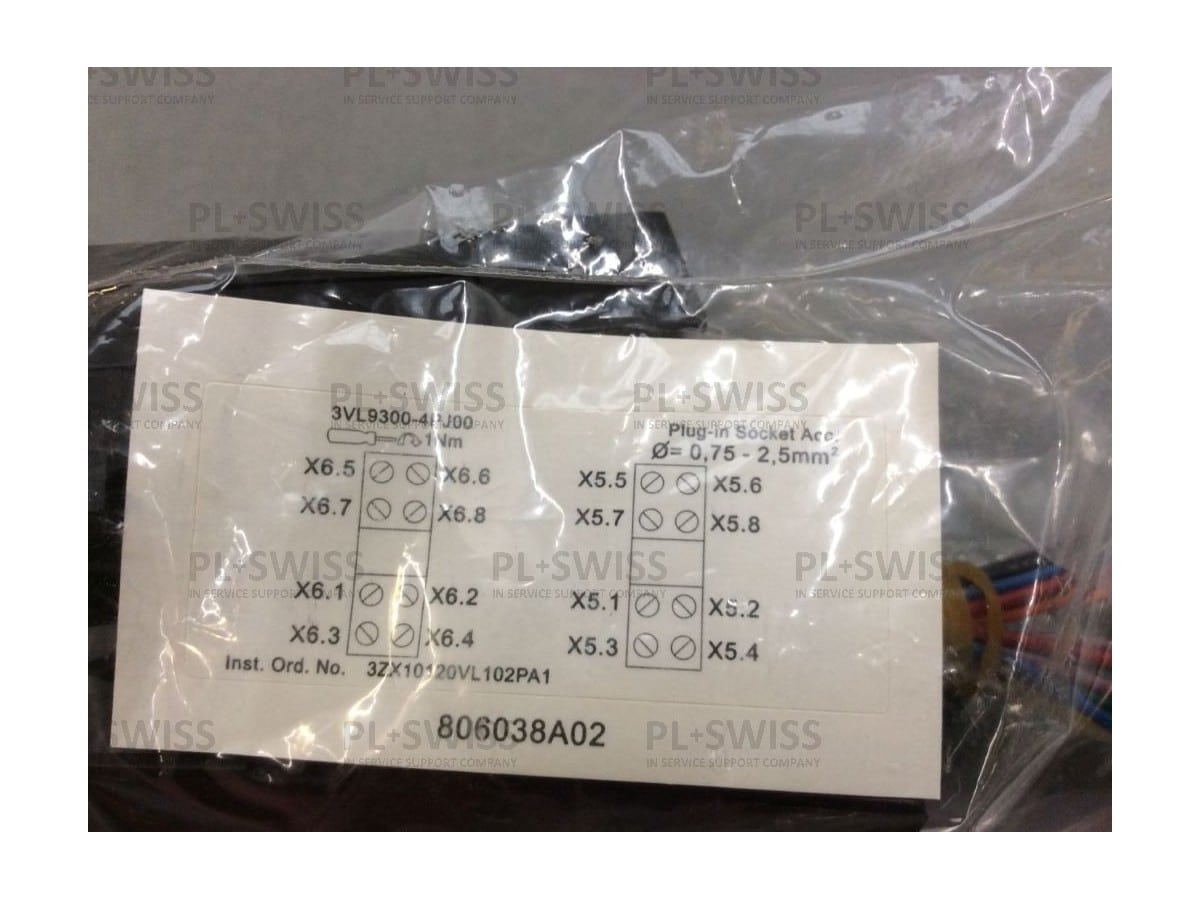 3VL9300-4PJ00
1Nm
X6.5 X6.6
X6.7 X6.8
X6.1 X6.2
X6.3 X6.4
Inst. Ord. No. 3ZX10120VL102PA1
Plug-in Socket Acc.
Ø= 0,75 - 2,5mm²
X5.5 X5.6
X5.7 X5.8
X5.1 X5.2
X5.3 X5.4
806038A02
PL+SWISS
IN SERVICE SUPPORT COMPANY